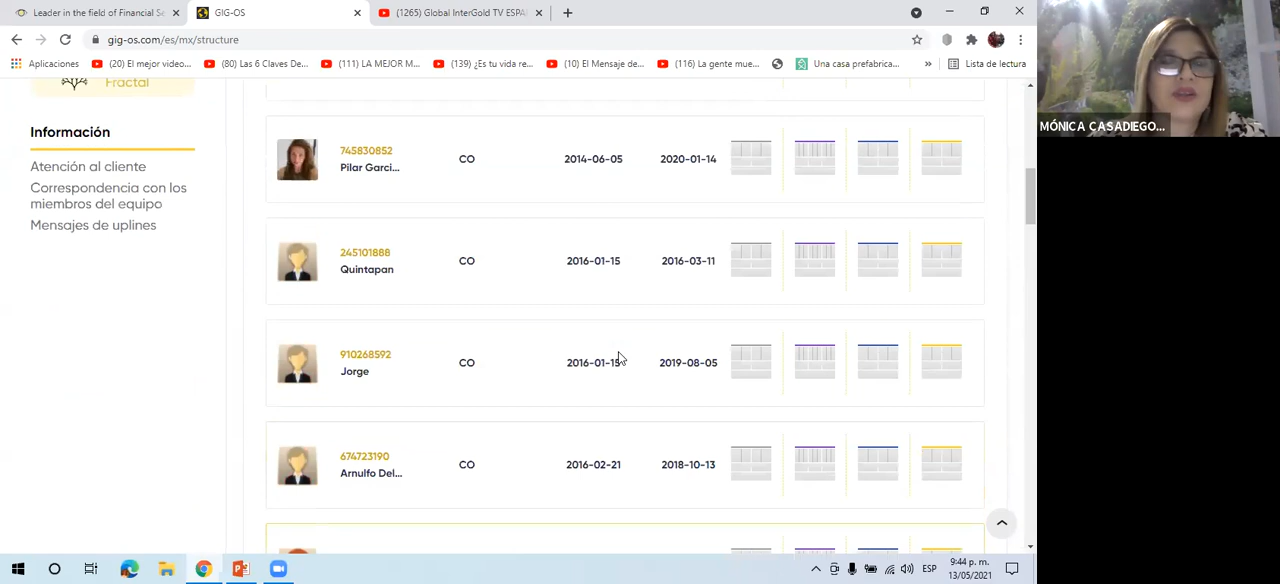 Leader in the field of Financial Se
GIG-OS
(1265) Global InterGold TV ESPA
gig-os.com/es/mx/structure
Aplicaciones
(20) El mejor video...
(80) Las 6 Claves De...
(111) LA MEJOR M...
(139) ¿Es tu vida re...
(10) El Mensaje de...
(116) La gente mue...
Una casa prefabrica...
»
Lista de lectura
Fractal
Información
Atención al cliente
Correspondencia con los
miembros del equipo
Mensajes de uplines
745830852
Pilar Garci...
CO
2014-06-05
2020-01-14
245101888
Quintapan
CO
2016-01-15
2016-03-11
910268592
Jorge
CO
2016-01-15
2019-08-05
674723190
Arnulfo Del...
CO
2016-02-21
2018-10-13
MÓNICA CASADIEGO...
ESP
9:44 p. m.
13/05/2021